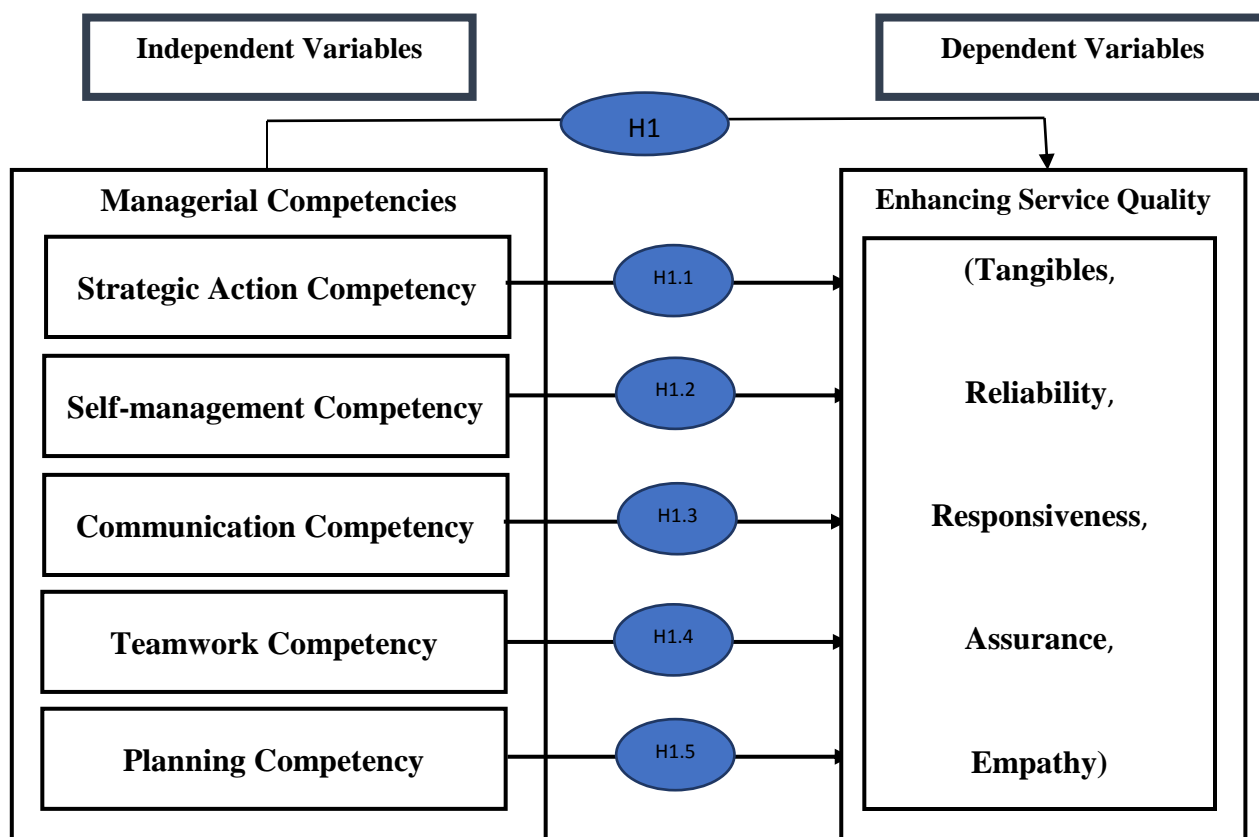 Independent Variables
Dependent Variables
H1
Managerial Competencies
Enhancing Service Quality
Strategic Action Competency
H1.1
(Tangibles,
Self-management Competency
H1.2
Reliability,
Communication Competency
H1.3
Responsiveness,
Teamwork Competency
H1.4
Assurance,
Planning Competency
H1.5
Empathy)